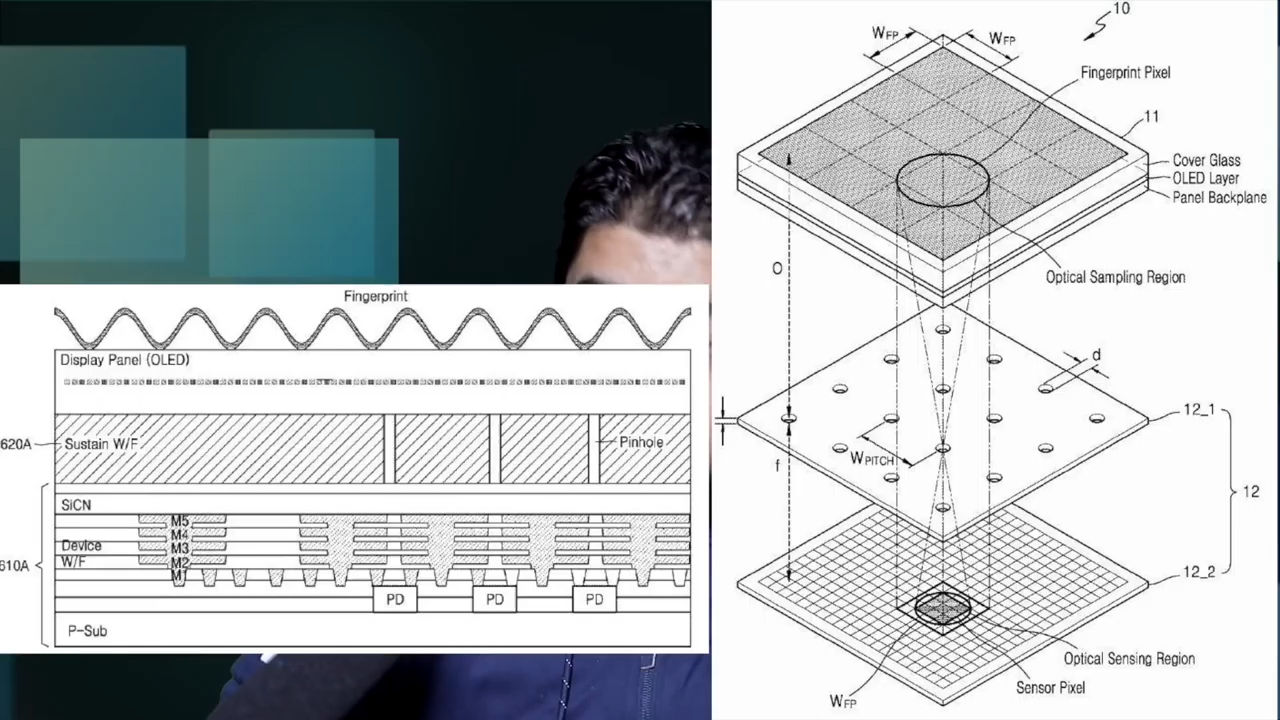 Fingerprint
Display Panel (OLED)
620A
Sustain W/F
Pinhole
SiCN
M5
M4
Device
M3
W/F
M2
610A
M1
PD
PD
PD
P-Sub
10
WFP
WFP
Fingerprint Pixel
11
Cover Glass
OLED Layer
Panel Backplane
O
Optical Sampling Region
d
12_1
WPITCH
f
12
12_2
Optical Sensing Region
Sensor Pixel
WFP